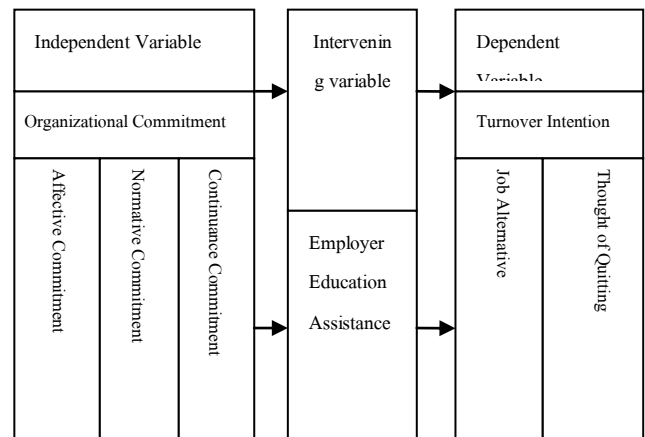 Independent Variable
Intervenin
g variable
Dependent
Variable
Organizational Commitment
Turnover Intention
Affective Commitment
Normative Commitment
Continuance Commitment
Employer
Education
Assistance
Job Alternative
Thought of Quitting